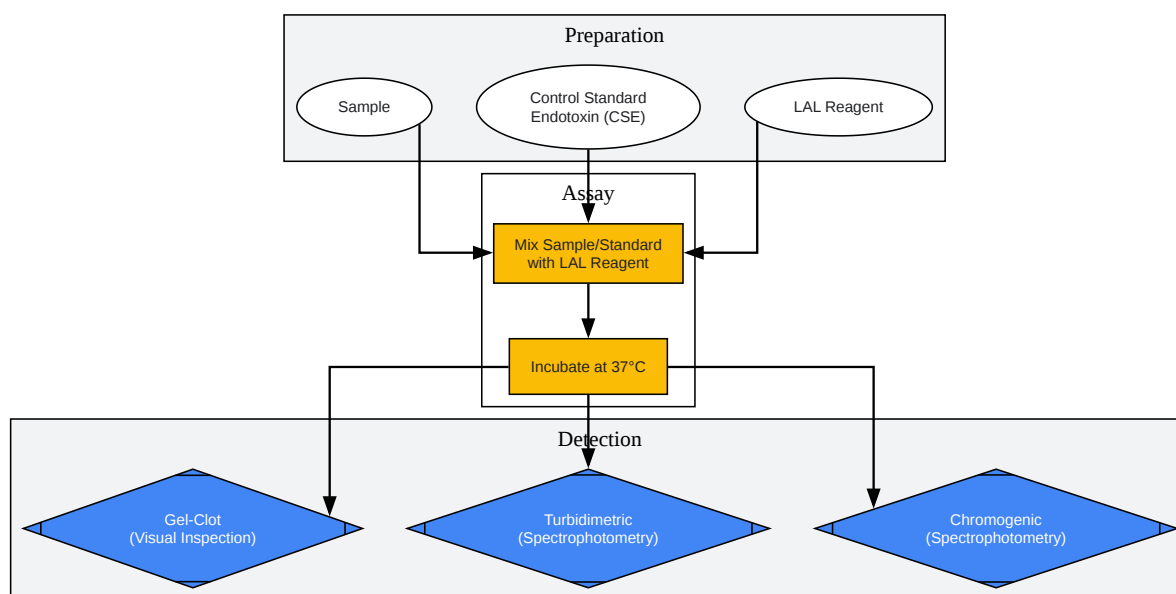 Preparation
Sample
Control Standard
Endotoxin (CSE)
LAL Reagent
Assay
Mix Sample/Standard
with LAL Reagent
Incubate at 37°C
Detection
Gel-Clot
(Visual Inspection)
Turbidimetric
(Spectrophotometry)
Chromogenic
(Spectrophotometry)